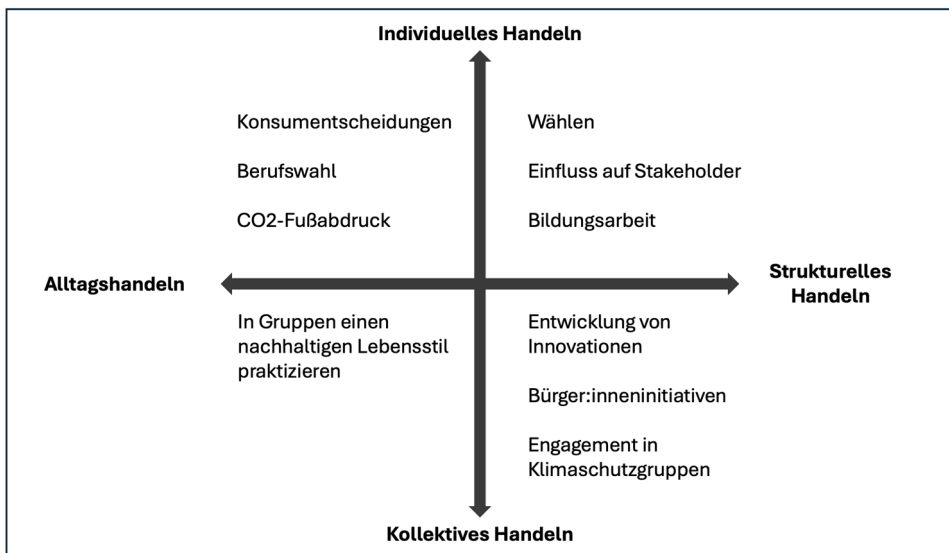 Individuelles Handeln
Konsumentscheidungen
Berufswahl
CO2-Fußabdruck
Wählen
Einfluss auf Stakeholder
Bildungsarbeit
Alltagshandeln
Strukturelles
Handeln
In Gruppen einen
nachhaltigen Lebensstil
praktizieren
Entwicklung von
Innovationen
Bürger:inneninitiativen
Engagement in
Klimaschutzgruppen
Kollektives Handeln